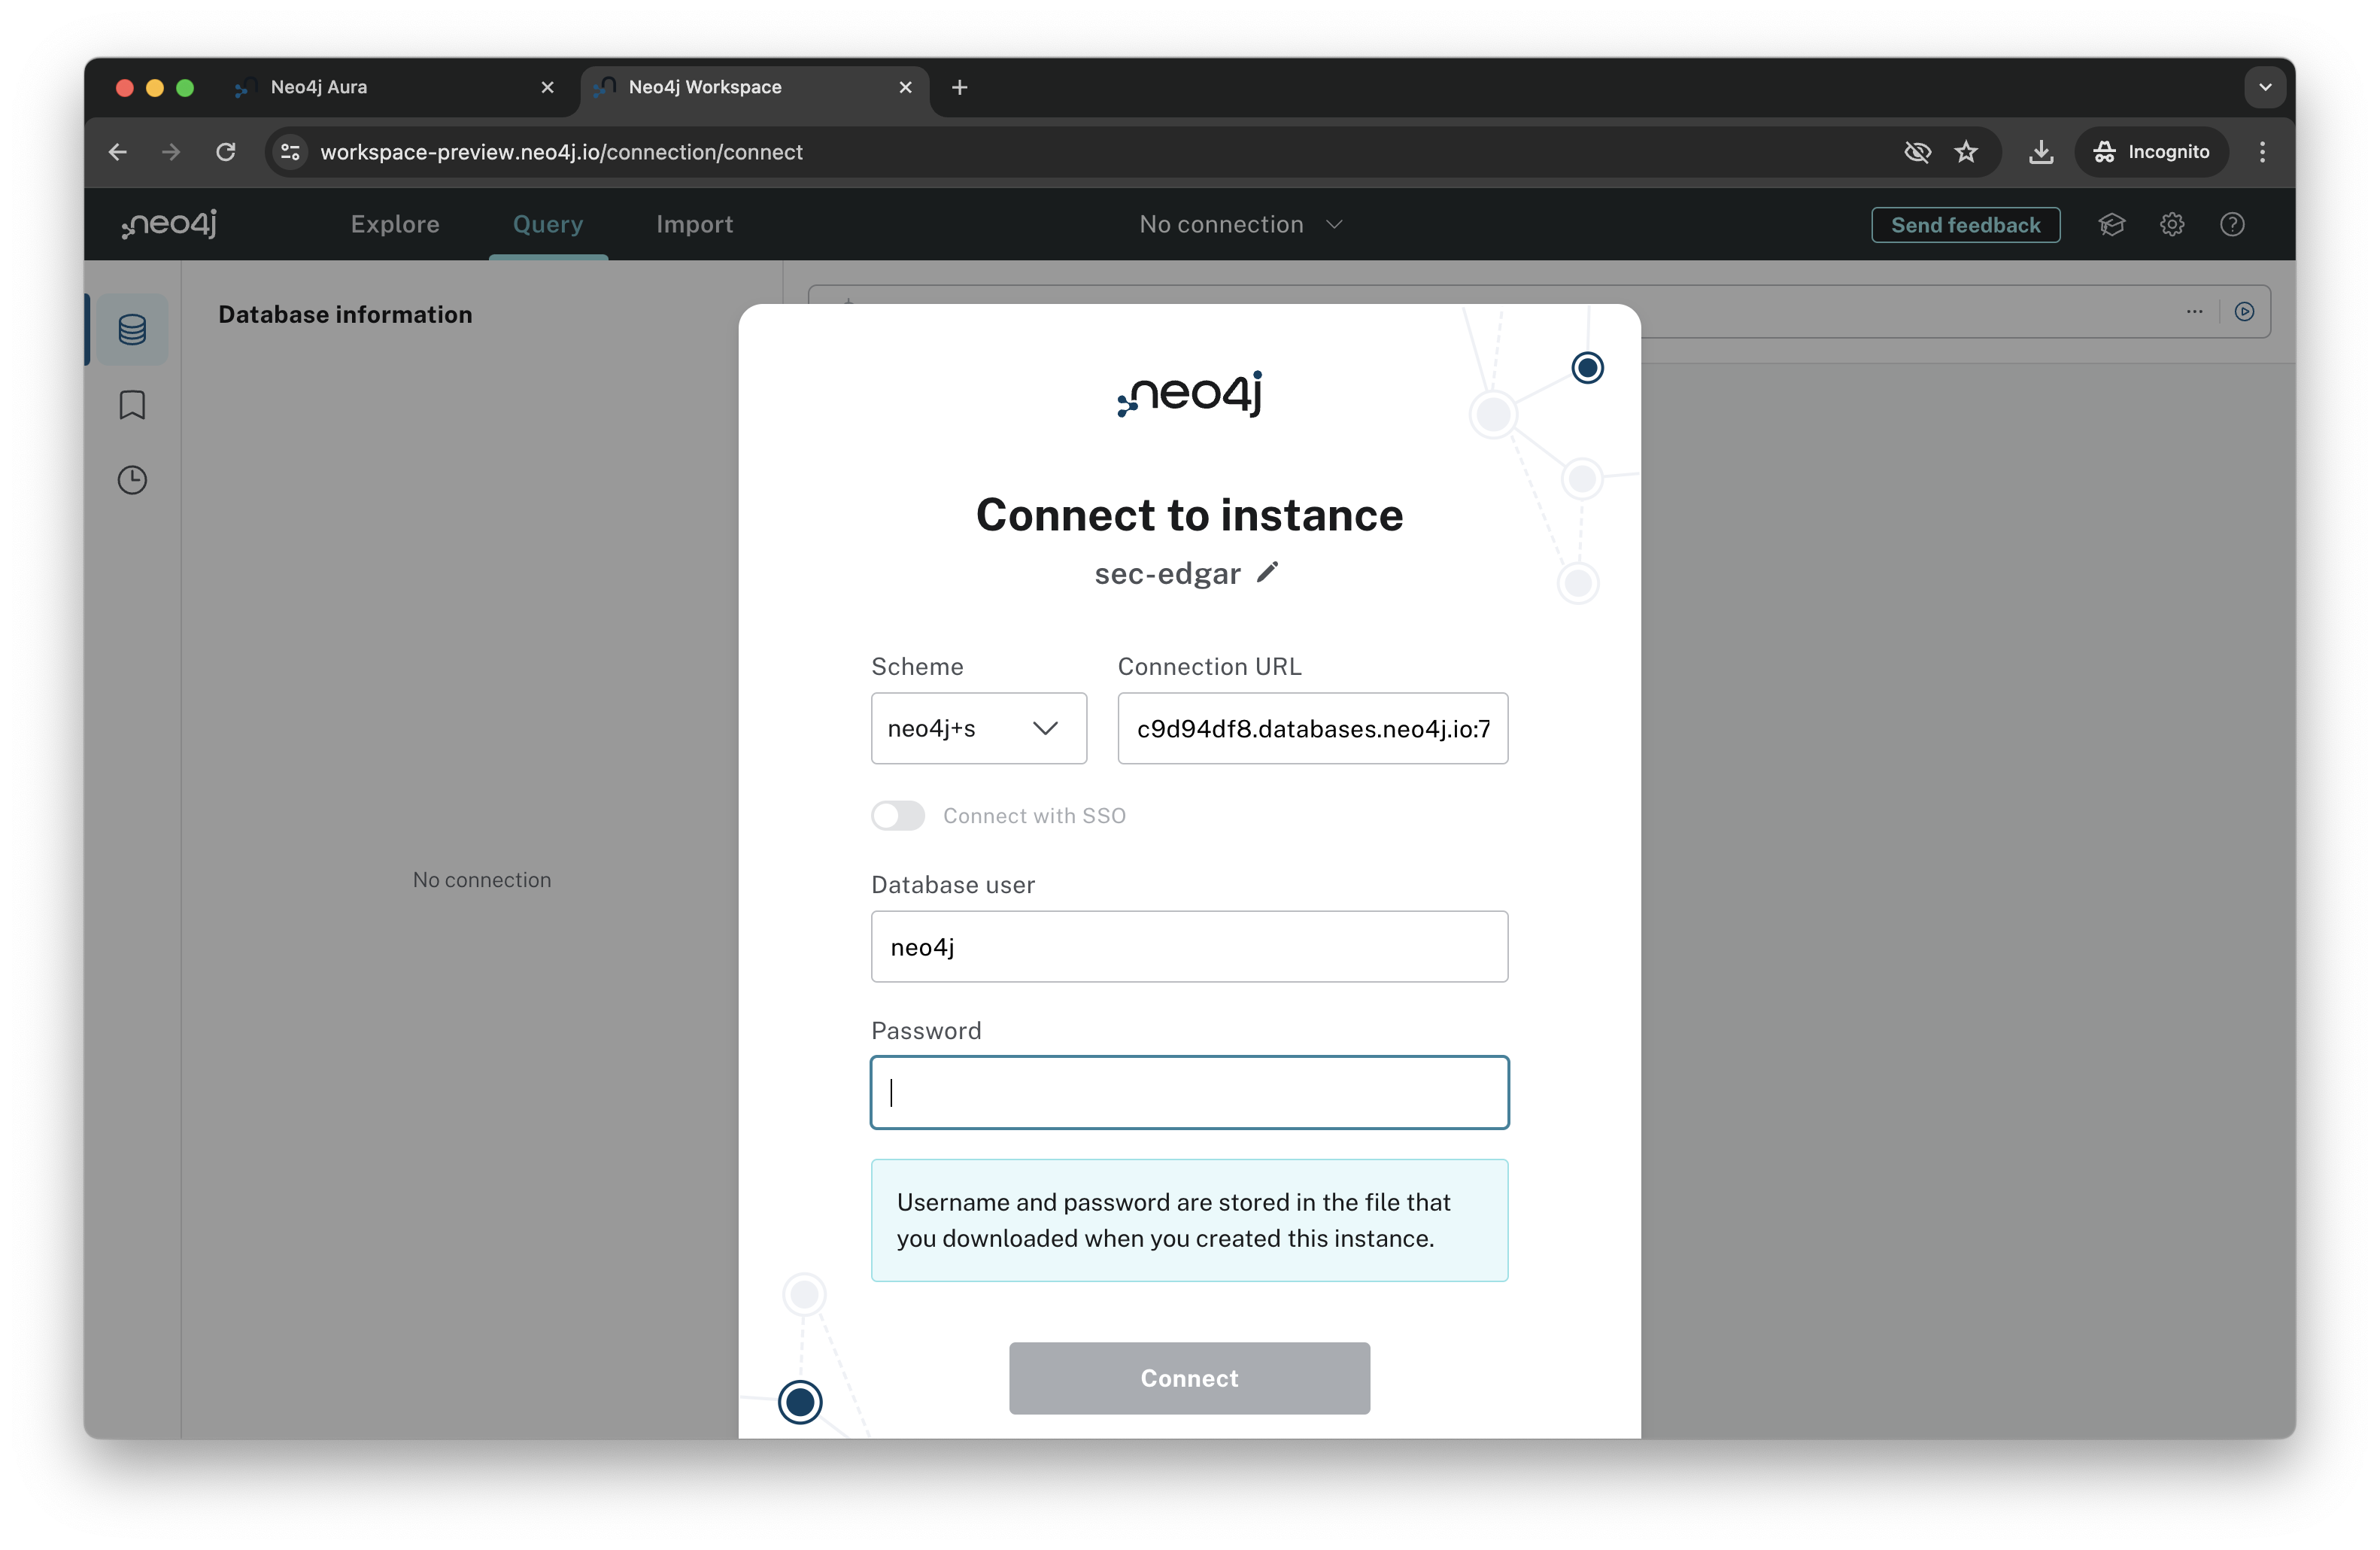 Neo4j Aura
Neo4j Workspace
workspace-preview.neo4j.io/connection/connect
Incognito
neo4j
Explore
Query
Import
No connection
Send feedback
Database information
No connection
neo4j
Connect to instance
sec-edgar
Scheme
Connection URL
neo4j+s
c9d94df8.databases.neo4j.io:7
Connect with SSO
Database user
neo4j
Password
Username and password are stored in the file that
you downloaded when you created this instance.
Connect